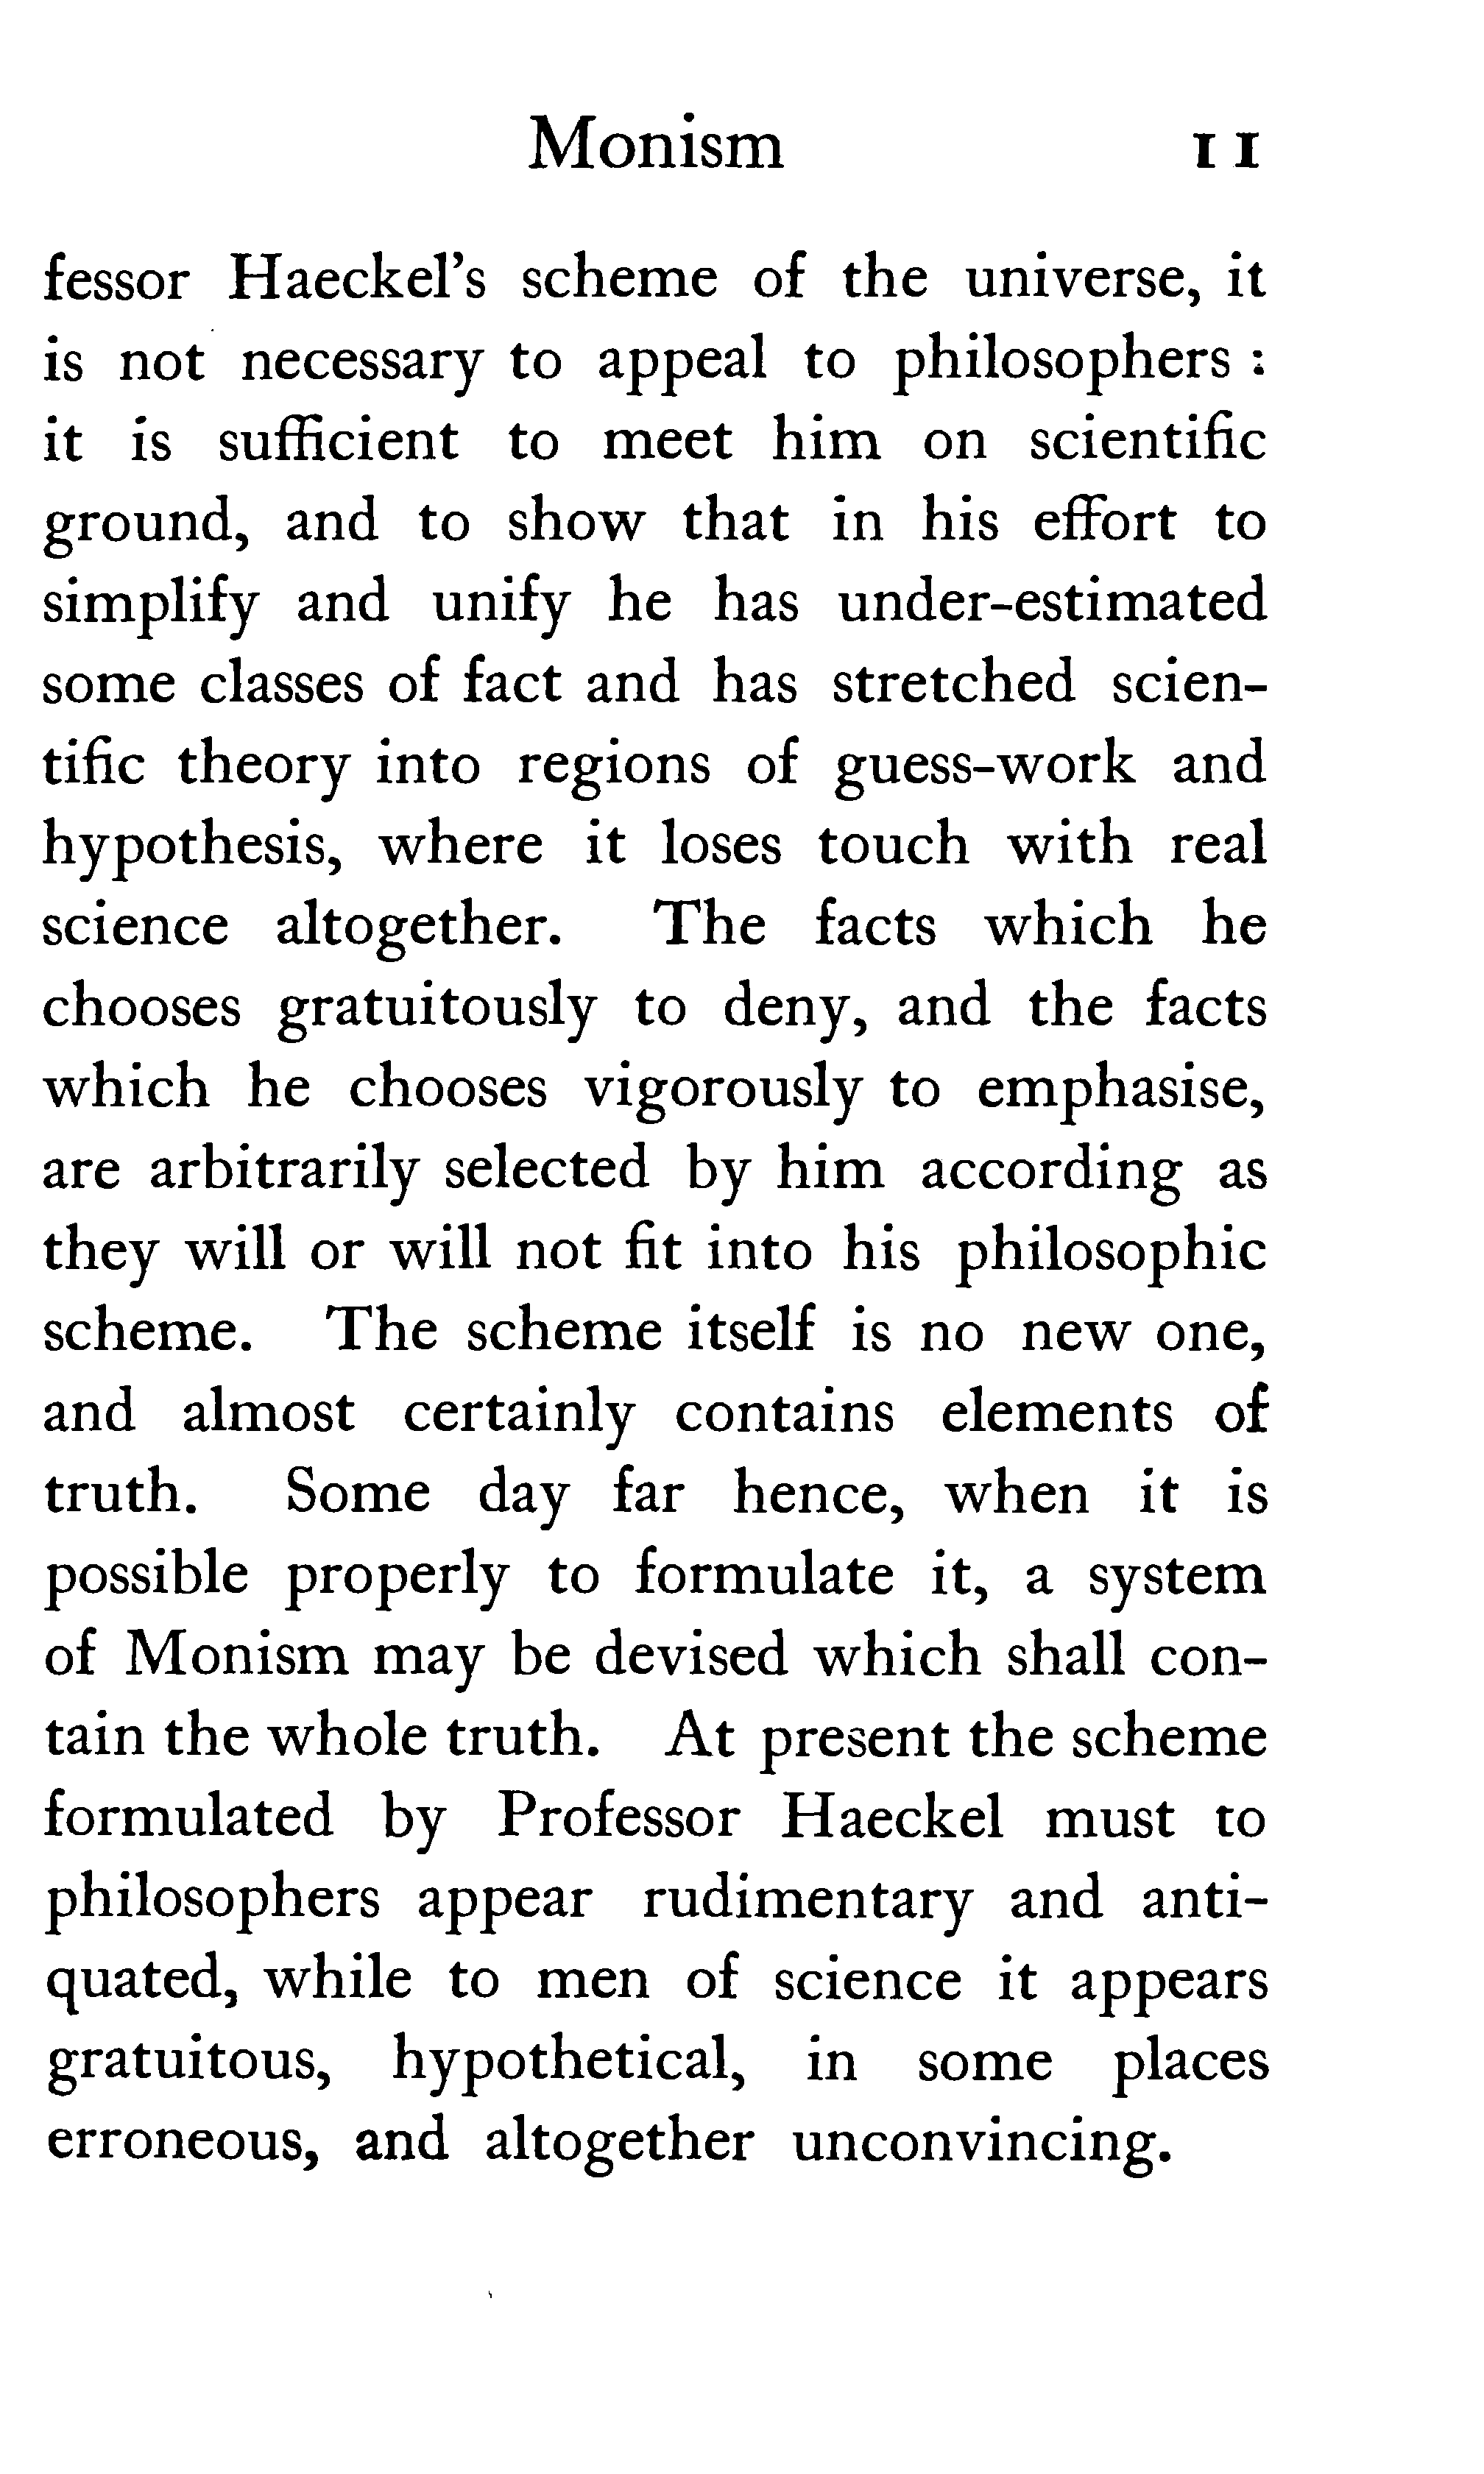 Monism 11
fessor Haeckel's scheme of the universe, it
is not necessary to appeal to philosophers :
it is sufficient to meet him on scientific
ground, and to show that in his effort to
simplify and unify he has under-estimated
some classes of fact and has stretched scien-
tific theory into regions of guess-work and
hypothesis, where it loses touch with real
science altogether. The facts which he
chooses gratuitously to deny, and the facts
which he chooses vigorously to emphasise,
are arbitrarily selected by him according as
they will or will not fit into his philosophic
scheme. The scheme itself is no new one,
and almost certainly contains elements of
truth. Some day far hence, when it is
possible properly to formulate it, a system
of Monism may be devised which shall con-
tain the whole truth. At present the scheme
formulated by Professor Haeckel must to
philosophers appear rudimentary and anti-
quated, while to men of science it appears
gratuitous, hypothetical, in some places
erroneous, and altogether unconvincing.